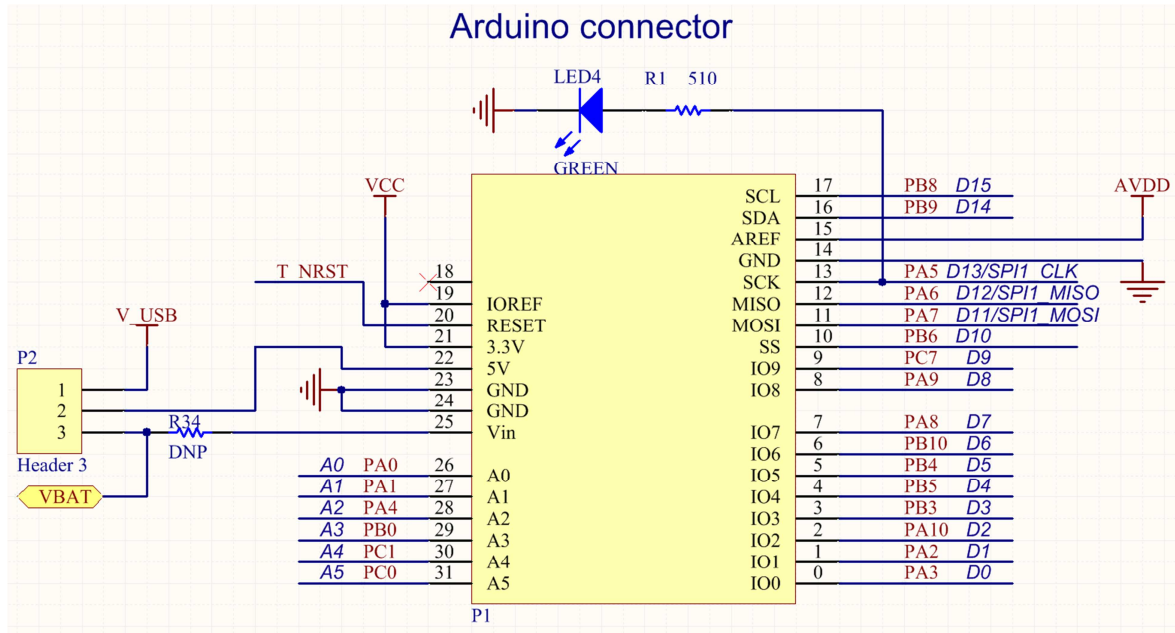 Arduino connector
LED4 R1 510
GREEN
VCC
T_NRST
V_USB
AVDD
P2
1
2
3
Header 3
R34
DNP
VBAT
18
19 IOREF
20 RESET
21 3.3V
22 5V
23 GND
24 GND
25 Vin
A0 PA0 26 A0
A1 PA1 27 A1
A2 PA4 28 A2
A3 PB0 29 A3
A4 PC1 30 A4
A5 PC0 31 A5
SCL 17 PB8 D15
SDA 16 PB9 D14
AREF 15
GND 14
SCK 13 PA5 D13/SPI1_CLK
MISO 12 PA6 D12/SPI1_MISO
MOSI 11 PA7 D11/SPI1_MOSI
SS 10 PB6 D10
IO9 9 PC7 D9
IO8 8 PA9 D8
IO7 7 PA8 D7
IO6 6 PB10 D6
IO5 5 PB4 D5
IO4 4 PB5 D4
IO3 3 PB3 D3
IO2 2 PA10 D2
IO1 1 PA2 D1
IO0 0 PA3 D0
P1